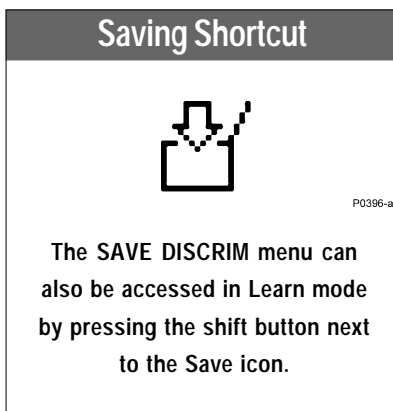 Saving Shortcut
P0396-a
The SAVE DISCRIM menu can
also be accessed in Learn mode
by pressing the shift button next
to the Save icon.